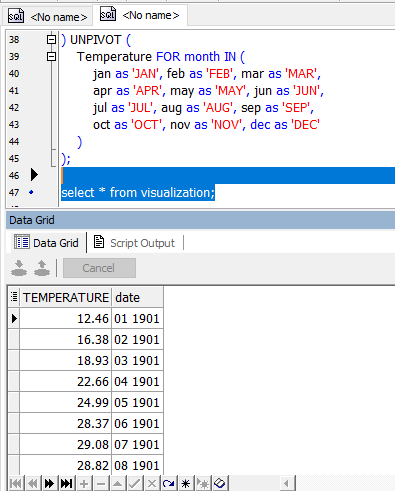 <No name> <No name>
38 ) UNPIVOT (
39 Temperature FOR month IN (
40 jan as 'JAN', feb as 'FEB', mar as 'MAR',
41 apr as 'APR', may as 'MAY', jun as 'JUN',
42 jul as 'JUL', aug as 'AUG', sep as 'SEP',
43 oct as 'OCT', nov as 'NOV', dec as 'DEC'
44 )
45 );
46
47 select * from visualization;
Data Grid
Data Grid Script Output
Cancel
TEMPERATURE date
12.46 01 1901
16.38 02 1901
18.93 03 1901
22.66 04 1901
24.99 05 1901
28.37 06 1901
29.08 07 1901
28.82 08 1901